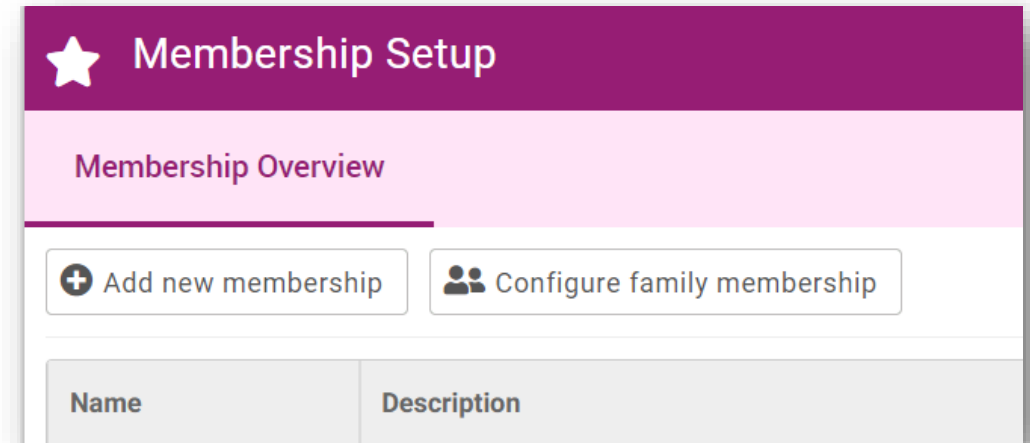 Membership Setup
Membership Overview
Add new membership Configure family membership
Name Description